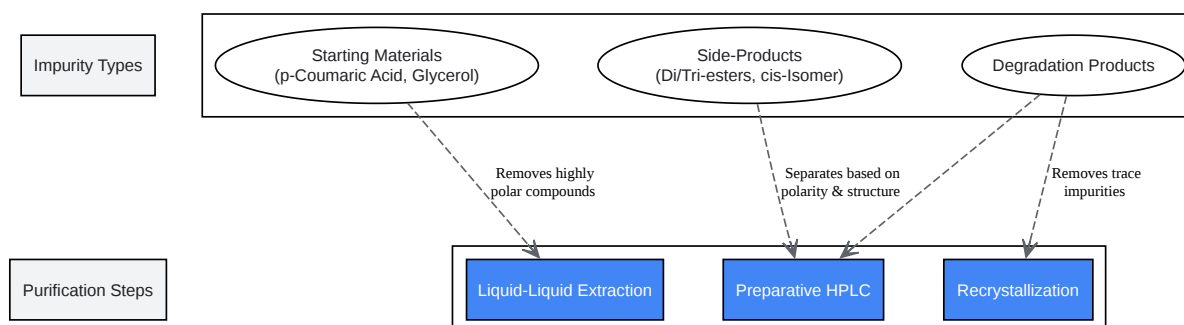 Impurity Types
Starting Materials
(p-Coumaric Acid, Glycerol)
Side-Products
(Di/Tri-esters, cis-Isomer)
Degradation Products
Removes highly
polar compounds
Separates based on
polarity & structure
Removes trace
impurities
Purification Steps
Liquid-Liquid Extraction
Preparative HPLC
Recrystallization